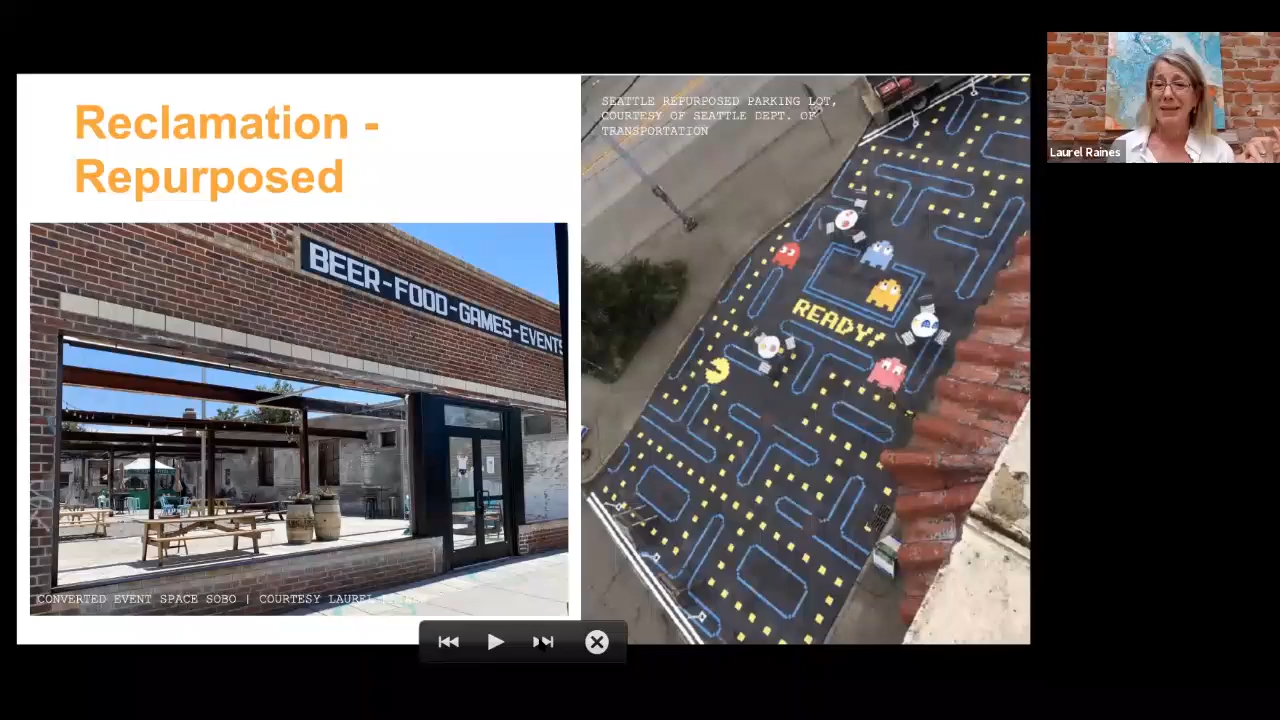 Reclamation -
Repurposed
BEER-FOOD-GAMES-EVENTS
CONVERTED EVENT SPACE SOBO | COURTESY LAUREL
SEATTLE REPURPOSED PARKING LOT,
COURTESY OF SEATTLE DEPT. OF
TRANSPORTATION
READY!
Laurel Raines